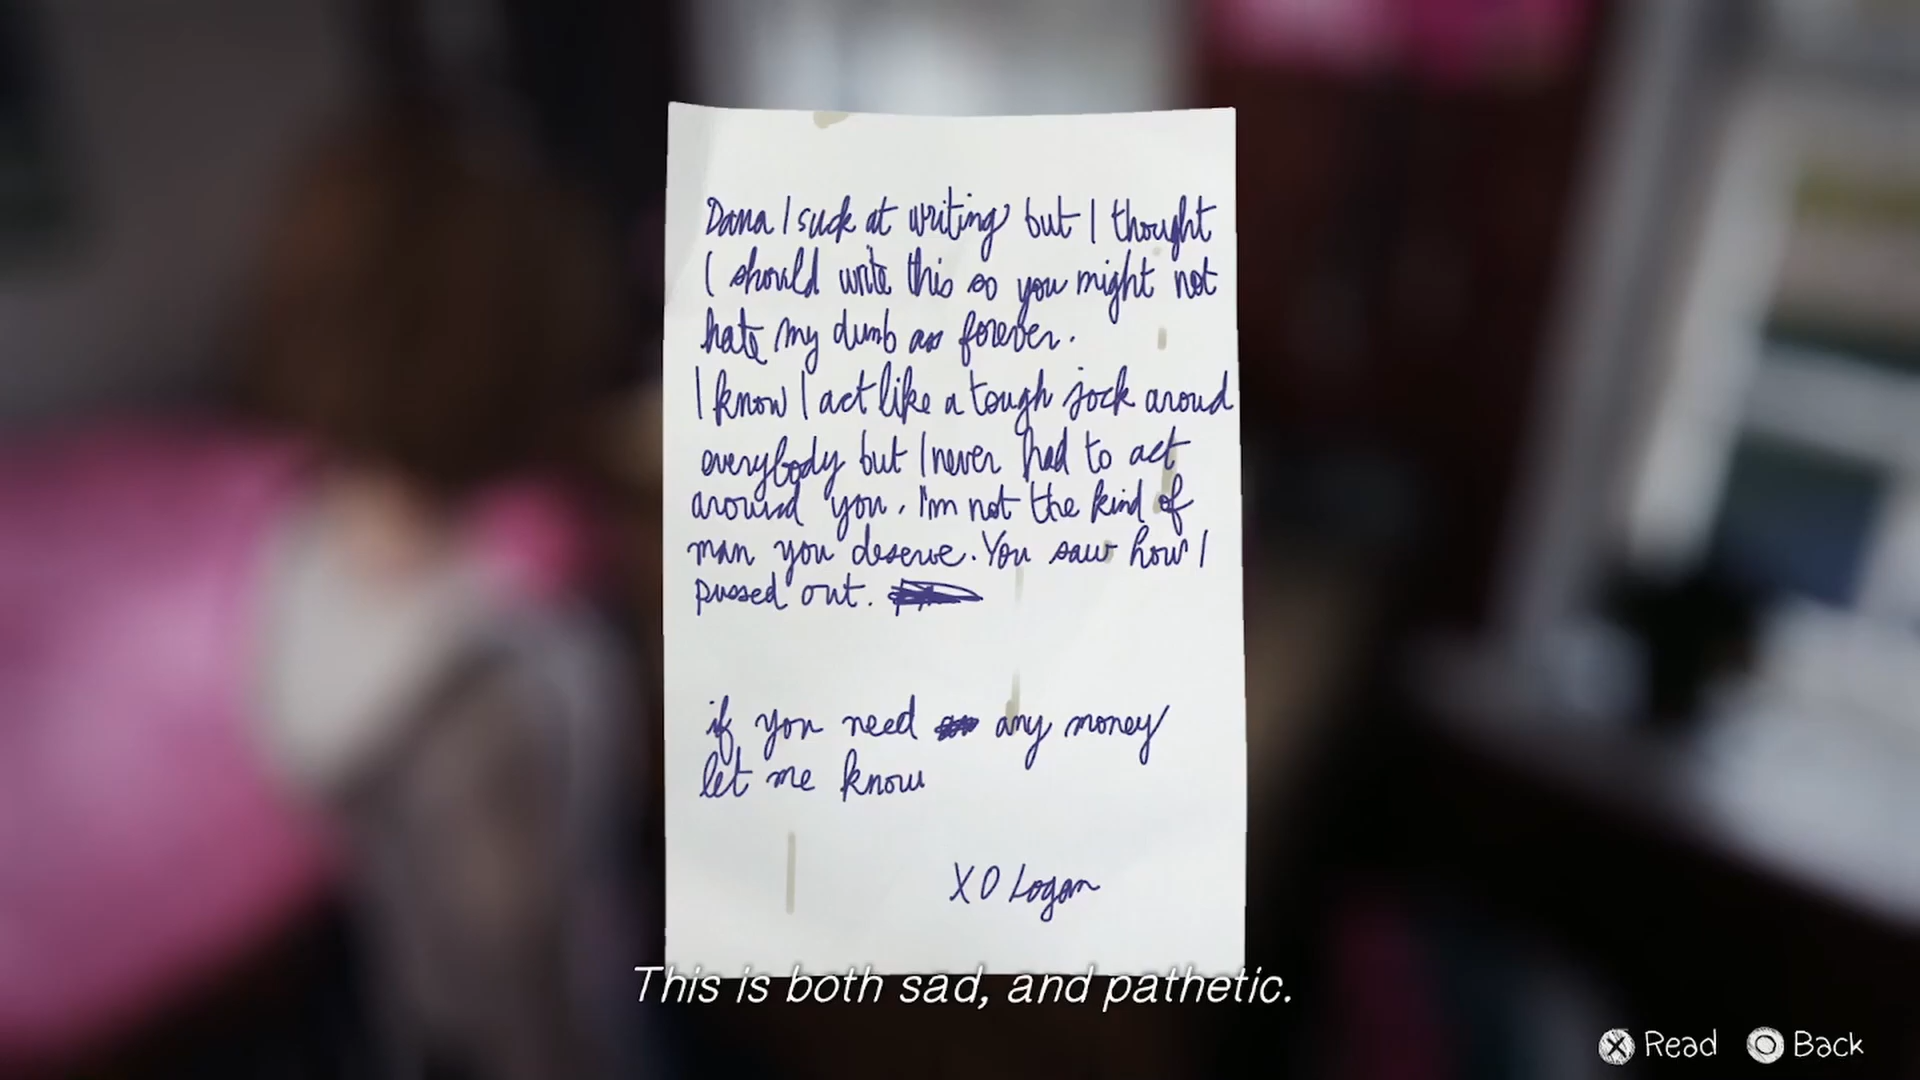 Dana I suck at writing but I thought
I should write this so you might not
hate my dumb ass forever.
I know I act like a tough jock aroud
everybody but I never had to act
around you. I'm not the kind of
man you deserve. You saw how I
pussed out.
if you need any money
let me know
XO Logan
This is both sad, and pathetic.
Read Back